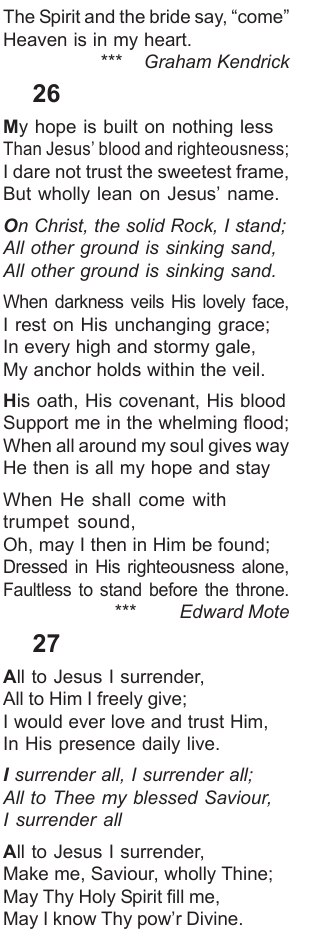 The Spirit and the bride say, “come”
Heaven is in my heart.
*** Graham Kendrick
26
My hope is built on nothing less
Than Jesus’ blood and righteousness;
I dare not trust the sweetest frame,
But wholly lean on Jesus’ name.
On Christ, the solid Rock, I stand;
All other ground is sinking sand,
All other ground is sinking sand.
When darkness veils His lovely face,
I rest on His unchanging grace;
In every high and stormy gale,
My anchor holds within the veil.
His oath, His covenant, His blood
Support me in the whelming flood;
When all around my soul gives way
He then is all my hope and stay
When He shall come with
trumpet sound,
Oh, may I then in Him be found;
Dressed in His righteousness alone,
Faultless to stand before the throne.
*** Edward Mote
27
All to Jesus I surrender,
All to Him I freely give;
I would ever love and trust Him,
In His presence daily live.
I surrender all, I surrender all;
All to Thee my blessed Saviour,
I surrender all
All to Jesus I surrender,
Make me, Saviour, wholly Thine;
May Thy Holy Spirit fill me,
May I know Thy pow’r Divine.